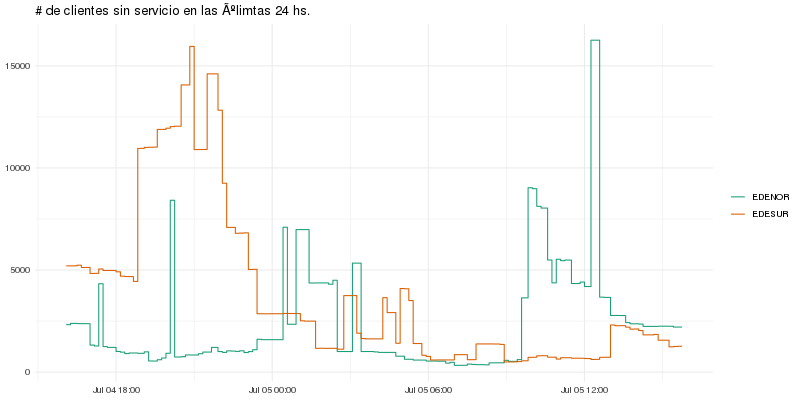 # de clientes sin servicio en las Ãºlimtas 24 hs.
15000
10000
5000
0
EDENOR
EDESUR
Jul 04 18:00
Jul 05 00:00
Jul 05 06:00
Jul 05 12:00